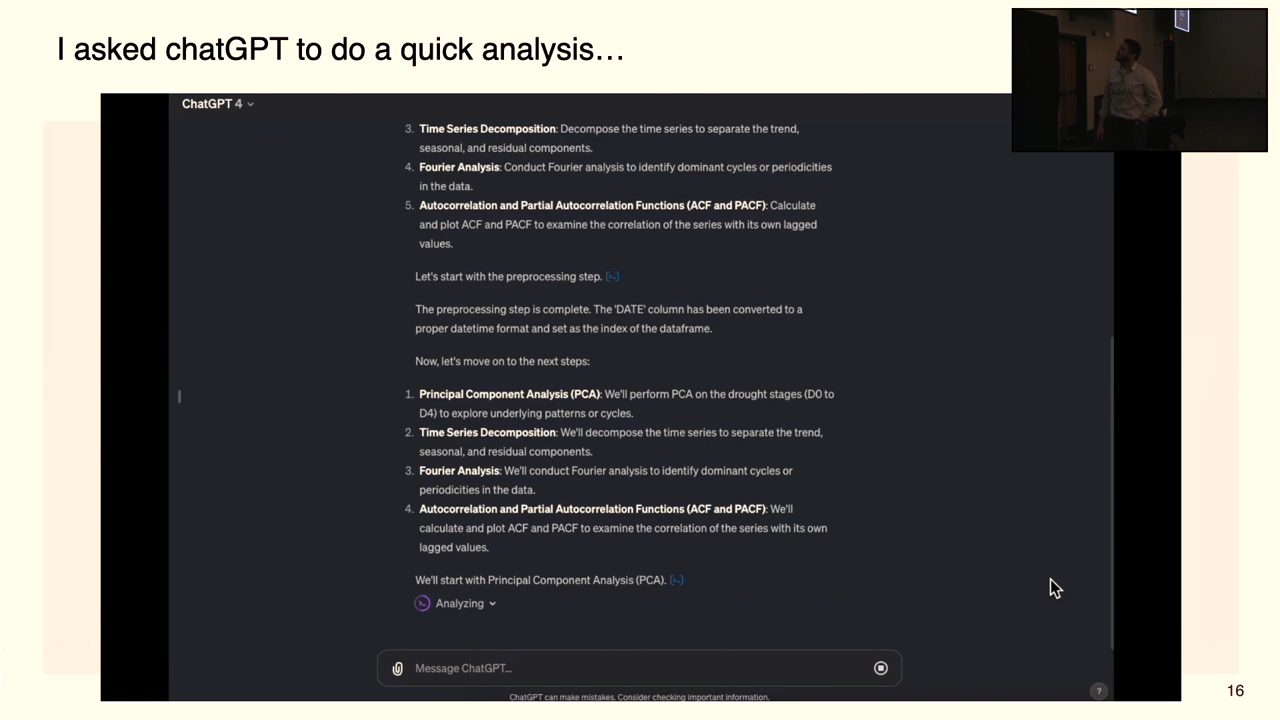 I asked chatGPT to do a quick analysis…
ChatGPT 4
3. Time Series Decomposition: Decompose the time series to separate the trend,
seasonal, and residual components.
4. Fourier Analysis: Conduct Fourier analysis to identify dominant cycles or periodicities
in the data.
5. Autocorrelation and Partial Autocorrelation Functions (ACF and PACF): Calculate
and plot ACF and PACF to examine the correlation of the series with its own lagged
values.
Let's start with the preprocessing step. [>-]
The preprocessing step is complete. The 'DATE' column has been converted to a
proper datetime format and set as the index of the dataframe.
Now, let's move on to the next steps:
1. Principal Component Analysis (PCA): We'll perform PCA on the drought stages (D0 to
D4) to explore underlying patterns or cycles.
2. Time Series Decomposition: We'll decompose the time series to separate the trend,
seasonal, and residual components.
3. Fourier Analysis: We'll conduct Fourier analysis to identify dominant cycles or
periodicities in the data.
4. Autocorrelation and Partial Autocorrelation Functions (ACF and PACF): We'll
calculate and plot ACF and PACF to examine the correlation of the series with its own
lagged values.
We'll start with Principal Component Analysis (PCA). [>-]
Analyzing
Message ChatGPT…
ChatGPT can make mistakes. Consider checking important information.
?
16